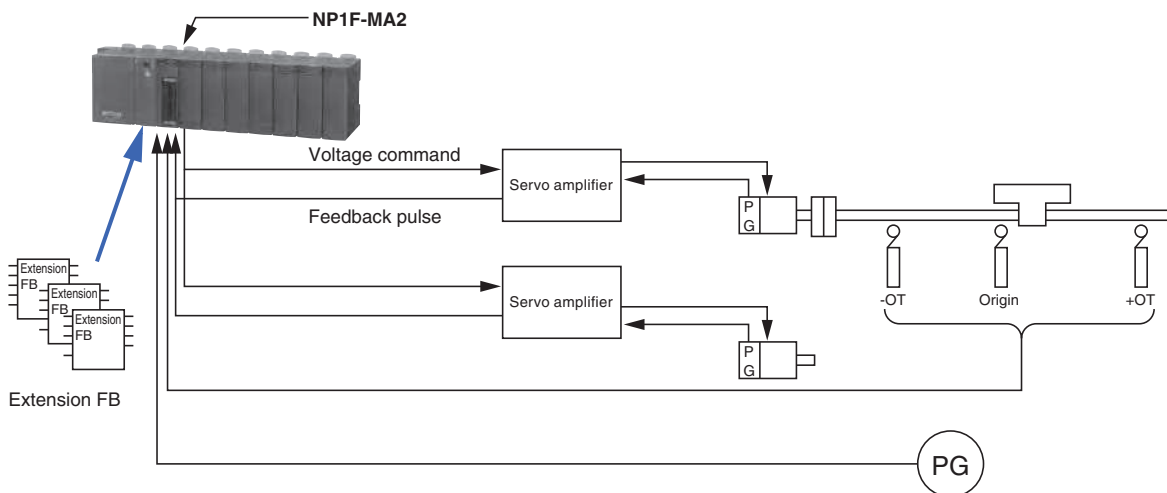 NP1F-MA2
Voltage command
Servo amplifier
Feedback pulse
P
G
-OT
Origin
+OT
Servo amplifier
P
G
Extension
FB
Extension
FB
Extension
FB
Extension FB
PG